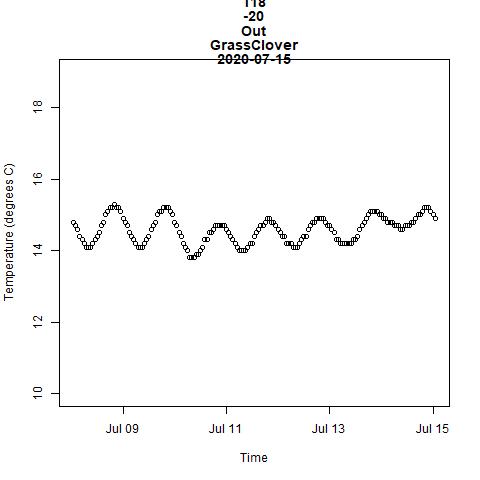 -20
Out
GrassClover
2020-07-15
Temperature (degrees C)
18
16
14
12
10
Jul 09
Jul 11
Jul 13
Jul 15
Time